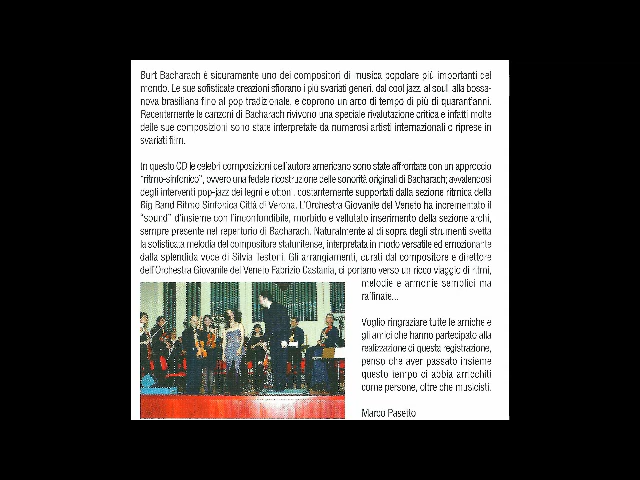 Burt Bacharach è sicuramente uno dei compositori di musica popolare più importanti del
mondo. Le sue sofisticate creazioni sfiorano i più svariati generi, dal cool jazz, al soul, alla bossa-
nova brasiliana fino al pop tradizionale, e coprono un arco di tempo di più di quarant'anni.
Recentemente le canzoni di Bacharach rivivono una speciale rivalutazione critica e infatti molte
delle sue composizioni sono state interpretate da numerosi artisti internazionali o riprese in
svariati film.
In questo CD le celebri composizioni dell'autore americano sono state affrontate con un approccio
"ritmo-sinfonico", ovvero una fedele ricostruzione delle sonorità originali di Bacharach; avvalendosi
degli interventi pop-jazz dei legni e ottoni, costantemente supportati dalla sezione ritmica della
Big Band Ritmo Sinfonica Città di Verona. L'Orchestra Giovanile del Veneto ha incrementato il
"sound" d'insieme con l'inconfondibile, morbido e vellutato inserimento della sezione archi,
sempre presente nel repertorio di Bacharach. Naturalmente al di sopra degli strumenti svetta
la sofisticata melodia del compositore statunitense, interpretata in modo versatile ed emozionante
dalla splendida voce di Silvia Testoni. Gli arrangiamenti, curati dal compositore e direttore
dell'Orchestra Giovanile del Veneto Fabrizio Castania, ci portano verso un ricco viaggio di ritmi,
melodie e armonie semplici ma
raffinate...
Voglio ringraziare tutte le amiche e
gli amici che hanno partecipato alla
realizzazione di questa registrazione,
penso che aver passato insieme
questo tempo ci abbia arricchiti
come persone, oltre che musicisti.
Marco Pasetto